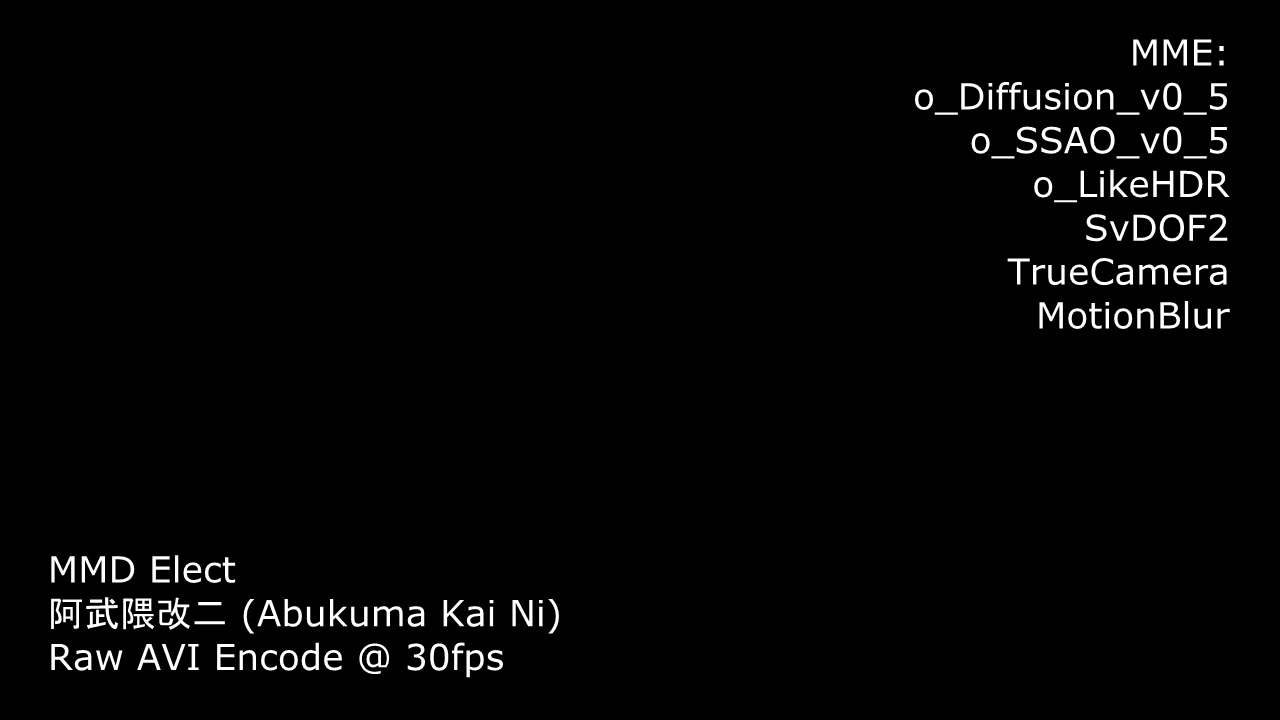 MME:
o_Diffusion_v0_5
o_SSAO_v0_5
o_LikeHDR
SvDOF2
TrueCamera
MotionBlur
MMD Elect
阿武隈改二 (Abukuma Kai Ni)
Raw AVI Encode @ 30fps